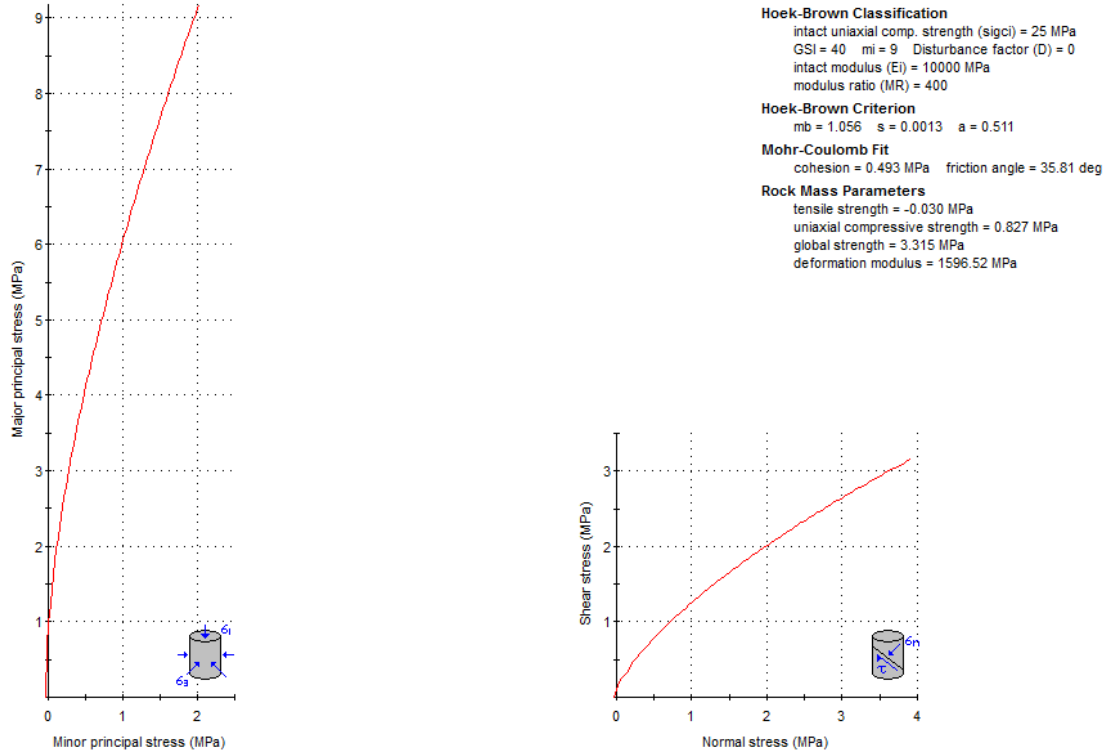 Hoek-Brown Classification
intact uniaxial comp. strength (sigci) = 25 MPa
GSI = 40 mi = 9 Disturbance factor (D) = 0
intact modulus (Ei) = 10000 MPa
modulus ratio (MR) = 400
Hoek-Brown Criterion
mb = 1.056 s = 0.0013 a = 0.511
Mohr-Coulomb Fit
cohesion = 0.493 MPa friction angle = 35.81 deg
Rock Mass Parameters
tensile strength = -0.030 MPa
uniaxial compressive strength = 0.827 MPa
global strength = 3.315 MPa
deformation modulus = 1596.52 MPa
Major principal stress (MPa)
9
8
7
6
5
4
3
2
1
0 1 2
Minor principal stress (MPa)
σ1
σ3
Shear stress (MPa)
3
2
1
0 1 2 3 4
Normal stress (MPa)
σn
τ